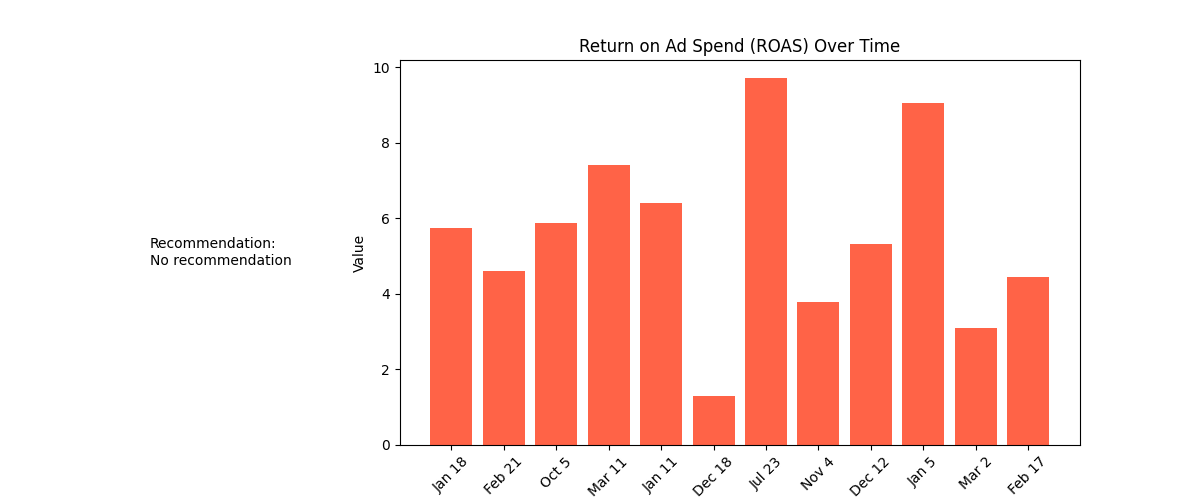 Return on Ad Spend (ROAS) Over Time
Recommendation:
No recommendation
Value
10
8
6
4
2
0
Jan 18
Feb 21
Oct 5
Mar 11
Jan 11
Dec 18
Jul 23
Nov 4
Dec 12
Jan 5
Mar 2
Feb 17